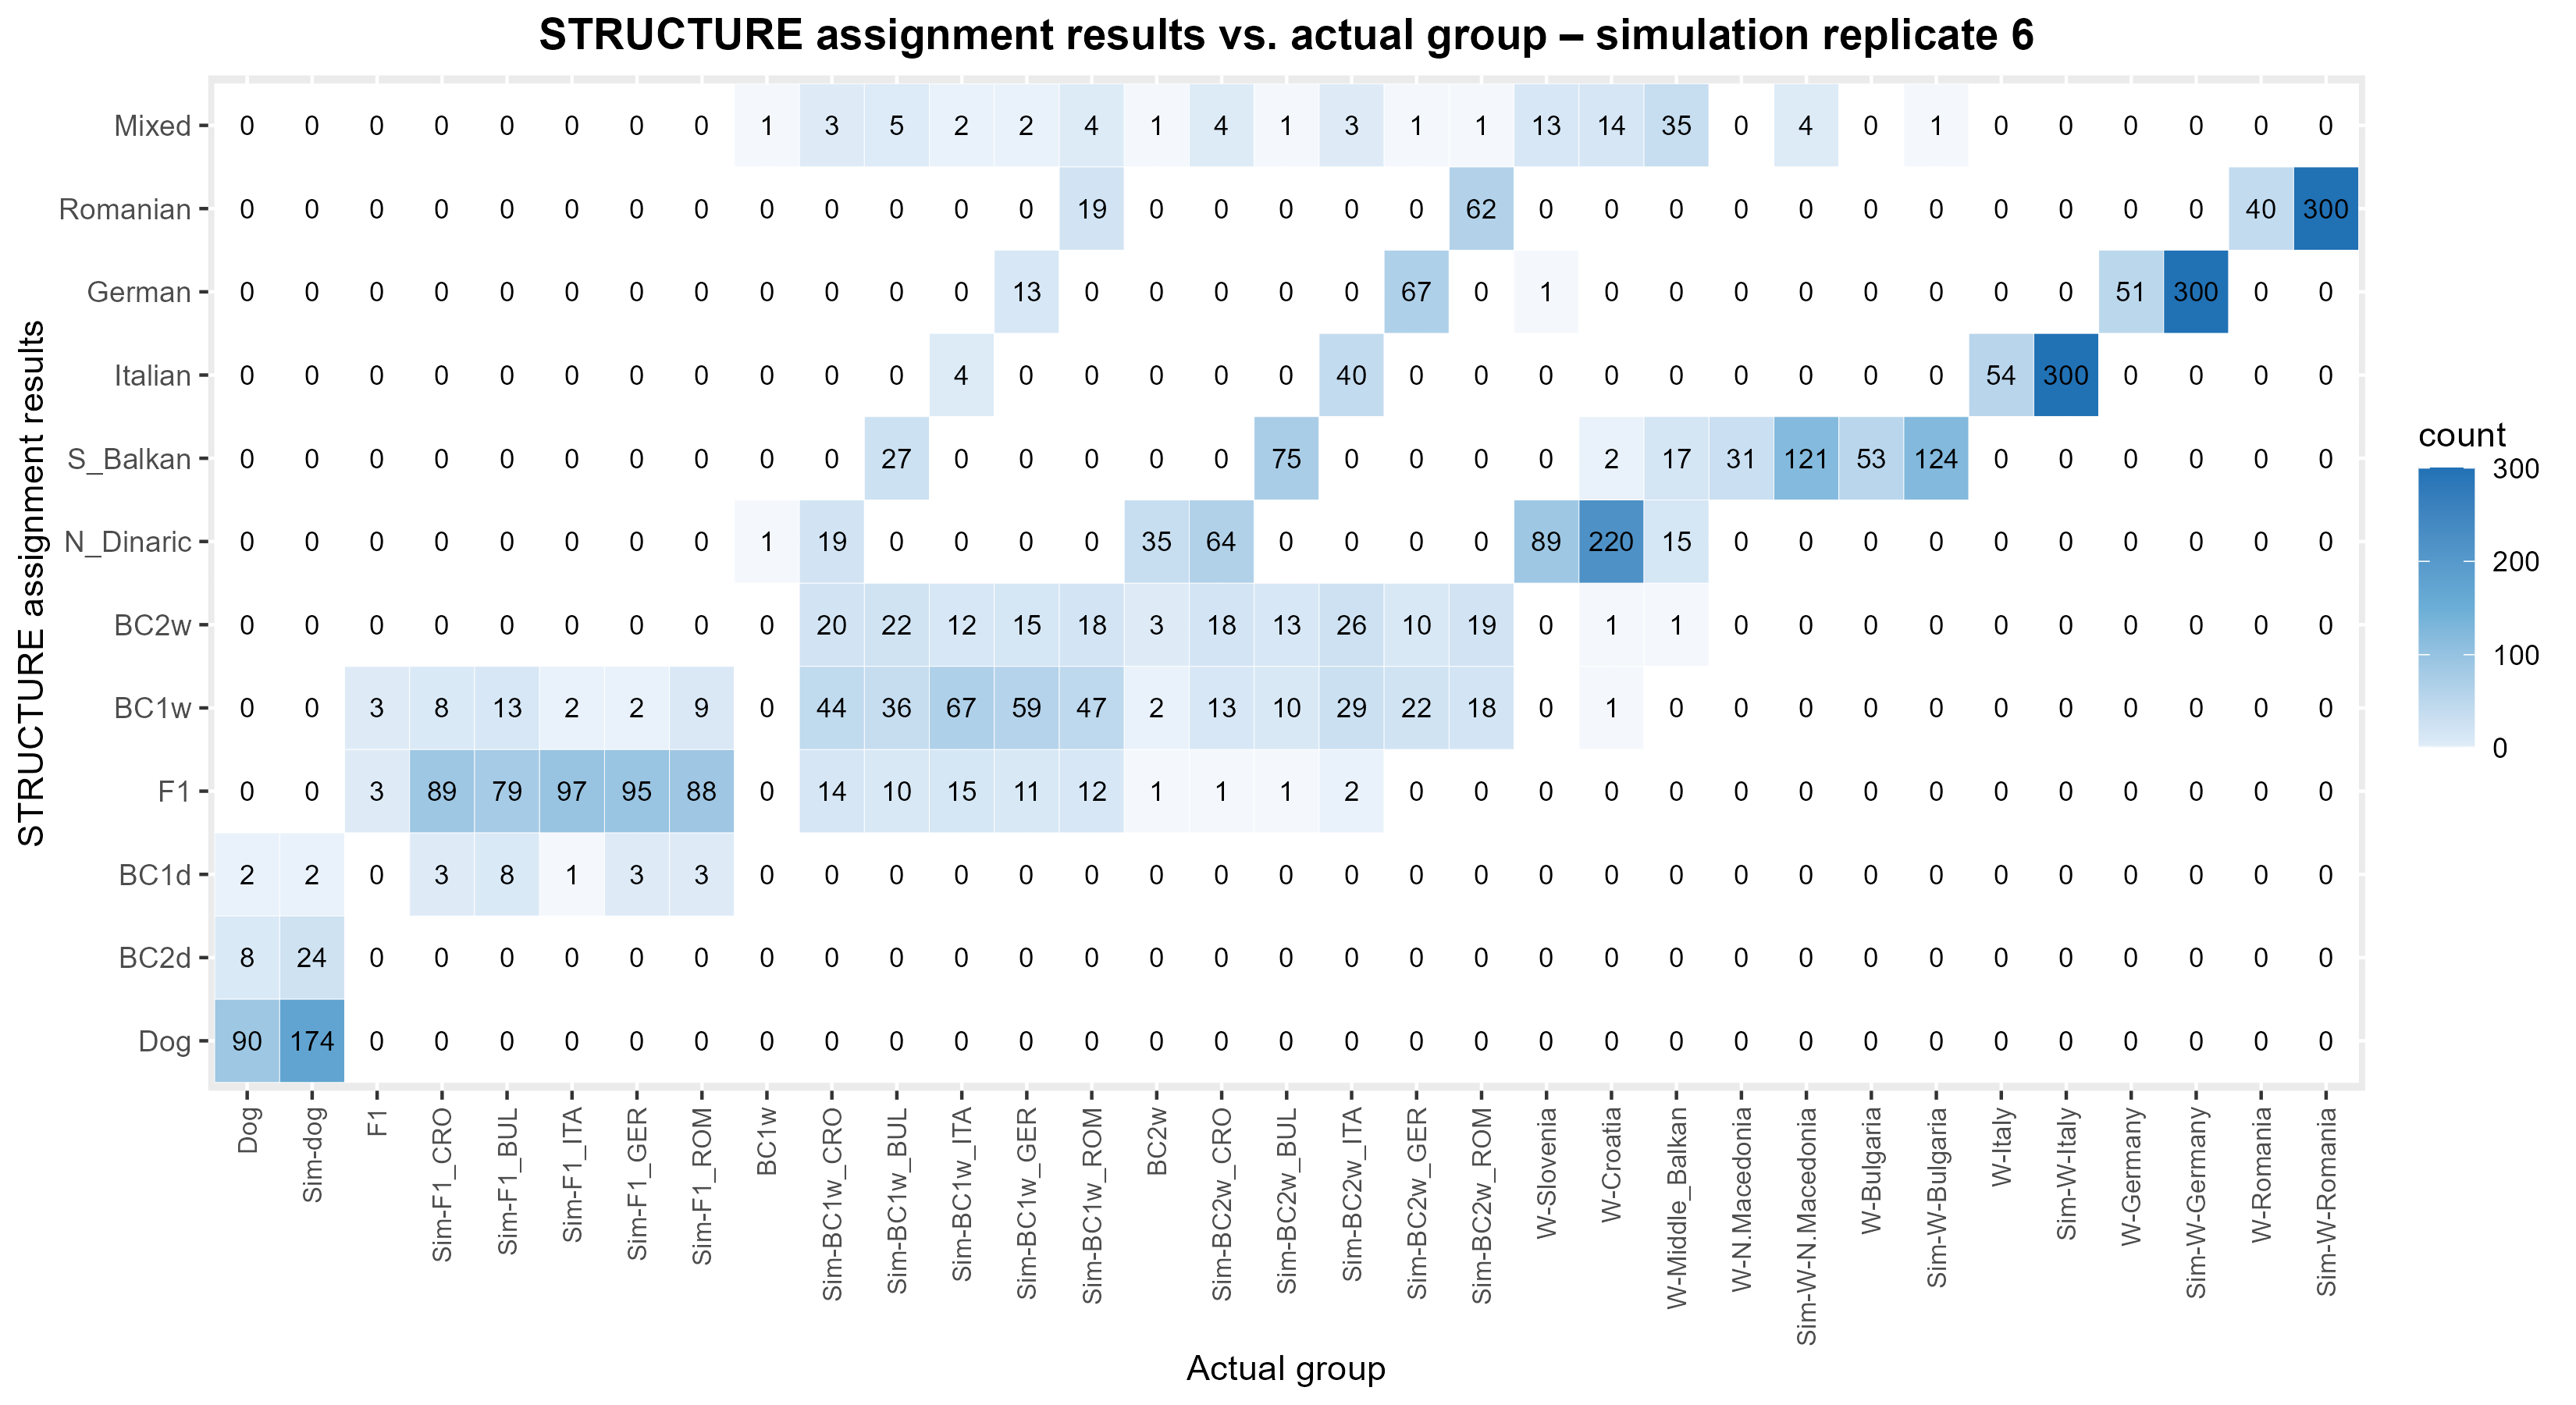 STRUCTURE assignment results vs. actual group – simulation replicate 6
STRUCTURE assignment results
Mixed 0 0 0 0 0 0 0 0 1 3 5 2 2 4 1 4 1 3 1 1 13 14 35 0 4 0 1 0 0 0 0 0 0
Romanian 0 0 0 0 0 0 0 0 0 0 0 0 0 19 0 0 0 0 0 62 0 0 0 0 0 0 0 0 0 0 0 40 300
German 0 0 0 0 0 0 0 0 0 0 0 0 13 0 0 0 0 0 67 0 1 0 0 0 0 0 0 0 0 51 300 0 0
Italian 0 0 0 0 0 0 0 0 0 0 0 4 0 0 0 0 0 40 0 0 0 0 0 0 0 0 0 54 300 0 0 0 0
S_Balkan 0 0 0 0 0 0 0 0 0 0 27 0 0 0 0 0 75 0 0 0 0 2 17 31 121 53 124 0 0 0 0 0 0
N_Dinaric 0 0 0 0 0 0 0 0 1 19 0 0 0 0 35 64 0 0 0 0 89 220 15 0 0 0 0 0 0 0 0 0 0
BC2w 0 0 0 0 0 0 0 0 0 20 22 12 15 18 3 18 13 26 10 19 0 1 1 0 0 0 0 0 0 0 0 0 0
BC1w 0 0 3 8 13 2 2 9 0 44 36 67 59 47 2 13 10 29 22 18 0 1 0 0 0 0 0 0 0 0 0 0 0
F1 0 0 3 89 79 97 95 88 0 14 10 15 11 12 1 1 1 2 0 0 0 0 0 0 0 0 0 0 0 0 0 0 0
BC1d 2 2 0 3 8 1 3 3 0 0 0 0 0 0 0 0 0 0 0 0 0 0 0 0 0 0 0 0 0 0 0 0 0
BC2d 8 24 0 0 0 0 0 0 0 0 0 0 0 0 0 0 0 0 0 0 0 0 0 0 0 0 0 0 0 0 0 0 0
Dog 90 174 0 0 0 0 0 0 0 0 0 0 0 0 0 0 0 0 0 0 0 0 0 0 0 0 0 0 0 0 0 0 0
Dog
Sim-dog
F1
Sim-F1_CRO
Sim-F1_BUL
Sim-F1_ITA
Sim-F1_GER
Sim-F1_ROM
BC1w
Sim-BC1w_CRO
Sim-BC1w_BUL
Sim-BC1w_ITA
Sim-BC1w_GER
Sim-BC1w_ROM
BC2w
Sim-BC2w_CRO
Sim-BC2w_BUL
Sim-BC2w_ITA
Sim-BC2w_GER
Sim-BC2w_ROM
W-Slovenia
W-Croatia
W-Middle_Balkan
W-N.Macedonia
Sim-W-N.Macedonia
W-Bulgaria
Sim-W-Bulgaria
W-Italy
Sim-W-Italy
W-Germany
Sim-W-Germany
W-Romania
Sim-W-Romania
Actual group
count
300
200
100
0